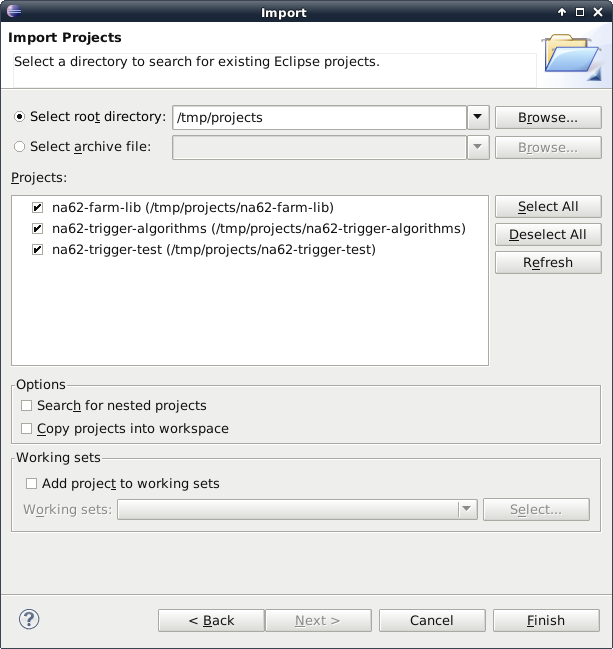 Import
Import Projects
Select a directory to search for existing Eclipse projects.
Select root directory: /tmp/projects Browse...
Select archive file: Browse...
Projects:
na62-farm-lib (/tmp/projects/na62-farm-lib)
na62-trigger-algorithms (/tmp/projects/na62-trigger-algorithms)
na62-trigger-test (/tmp/projects/na62-trigger-test)
Select All
Deselect All
Refresh
Options
Search for nested projects
Copy projects into workspace
Working sets
Add project to working sets
Working sets: Select...
? < Back Next > Cancel Finish